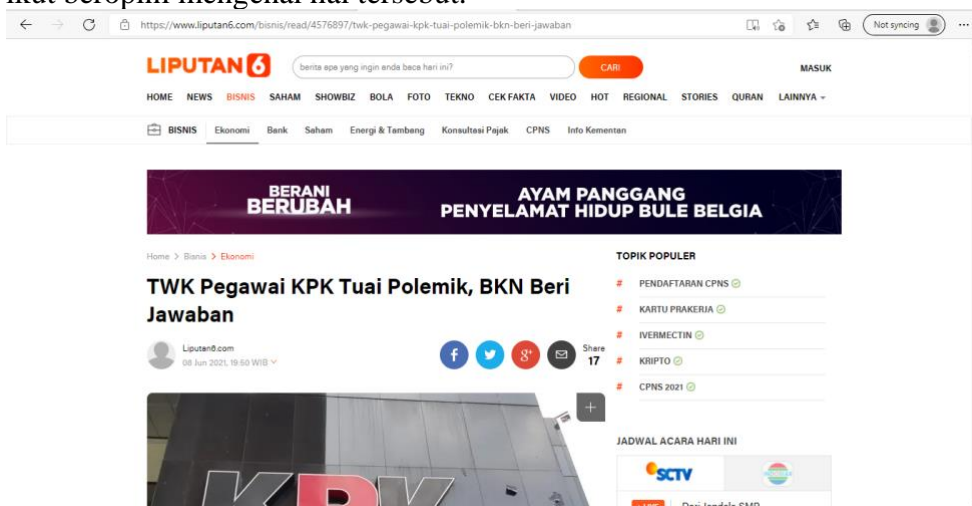 ikut beropini mengenai hal tersebut.
https://www.liputan6.com/bisnis/read/4576897/twk-pegawai-kpk-tuai-polemik-bkn-beri-jawaban
Not syncing
LIPUTAN 6
berita apa yang ingin anda baca hari ini?
CARI
MASUK
HOME NEWS BISNIS SAHAM SHOWBIZ BOLA FOTO TEKNO CEK FAKTA VIDEO HOT REGIONAL STORIES QURAN LAINNYA
BISNIS Ekonomi Bank Saham Energi & Tambang Konsultasi Pajak CPNS Info Kementan
BERANI BERUBAH
AYAM PANGGANG
PENYELAMAT HIDUP BULE BELGIA
Home > Bisnis > Ekonomi
TWK Pegawai KPK Tuai Polemik, BKN Beri
Jawaban
Liputan6.com
08 Jun 2021, 19:50 WIB
Share
17
TOPIK POPULER
# PENDAFTARAN CPNS
# KARTU PRAKERJA
# IVERMECTIN
# KRIPTO
# CPNS 2021
JADWAL ACARA HARI INI
SCTV
KPK